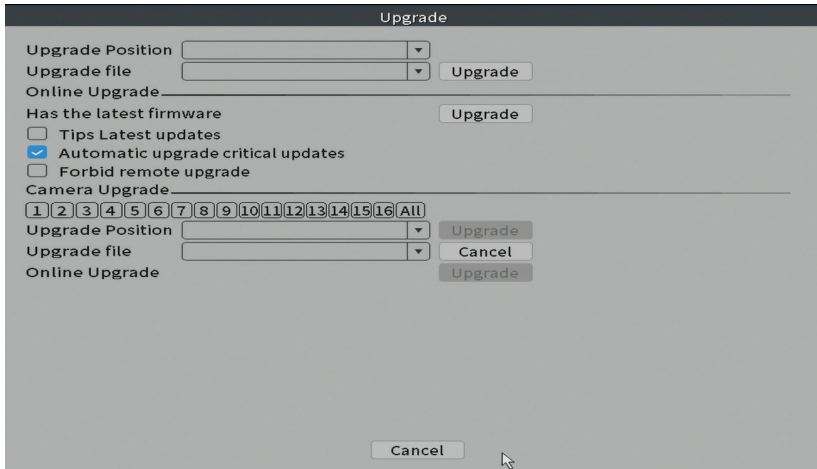 Upgrade
Upgrade Position
Upgrade file Upgrade
Online Upgrade
Has the latest firmware Upgrade
Tips Latest updates
Automatic upgrade critical updates
Forbid remote upgrade
Camera Upgrade
1 2 3 4 5 6 7 8 9 10 11 12 13 14 15 16 All
Upgrade Position Upgrade
Upgrade file Cancel
Online Upgrade Upgrade
Cancel